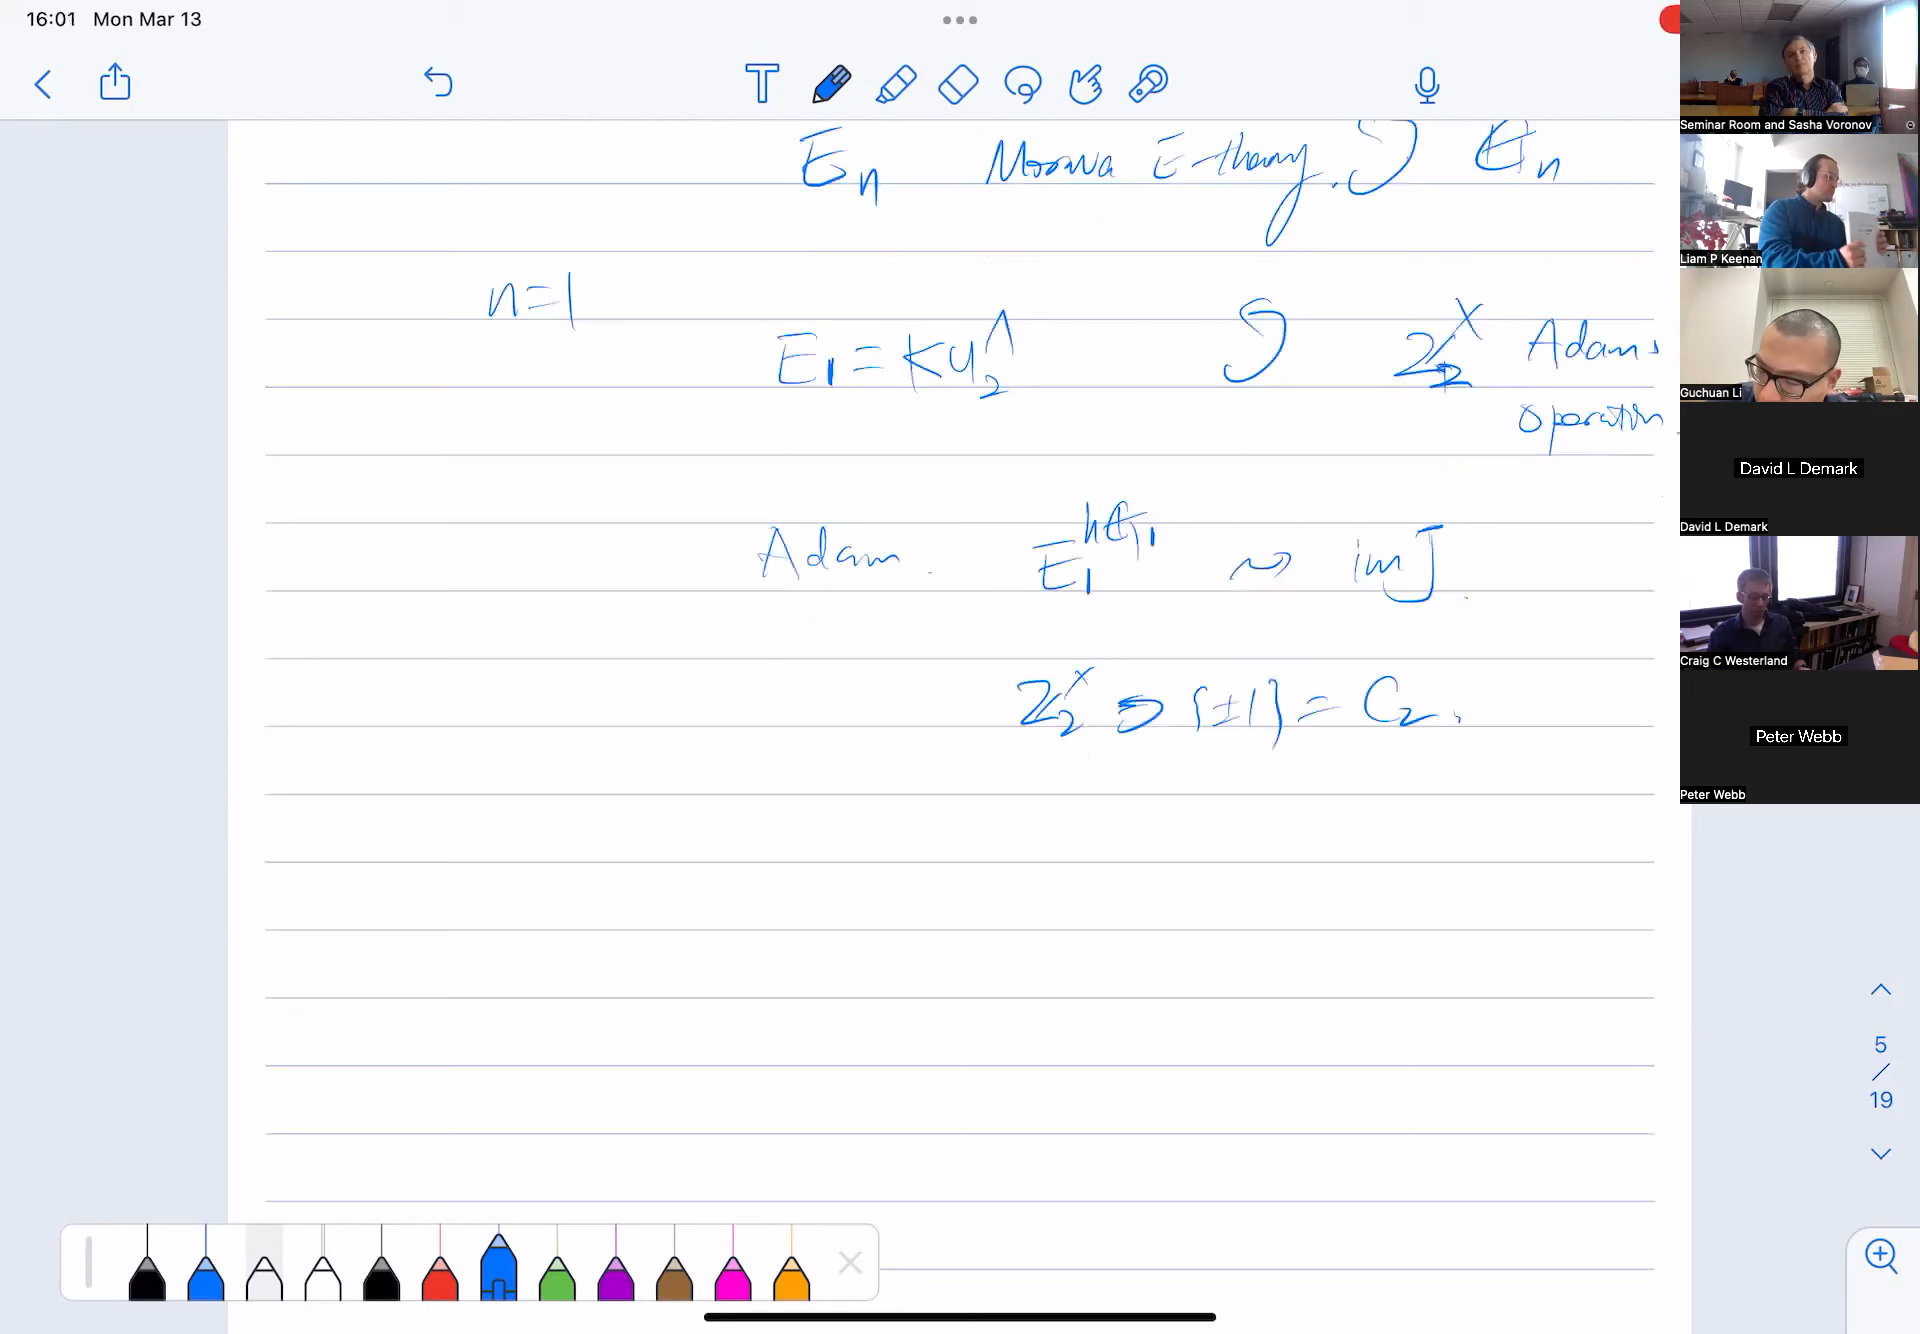 16:01 Mon Mar 13
Seminar Room and Sasha Voronov
E_n Morava E-theory. G_n
Liam P Keenan
n=1
E_1 = KU_2^∧ Z_2^× Adams
operation
Guchuan Li
David L Demark
David L Demark
Adam. E_1^{hG_1} ⇝ im J.
Craig C Westerland
Z_2^× ⊃ {±1} = C_2.
Peter Webb
Peter Webb
5
/
19